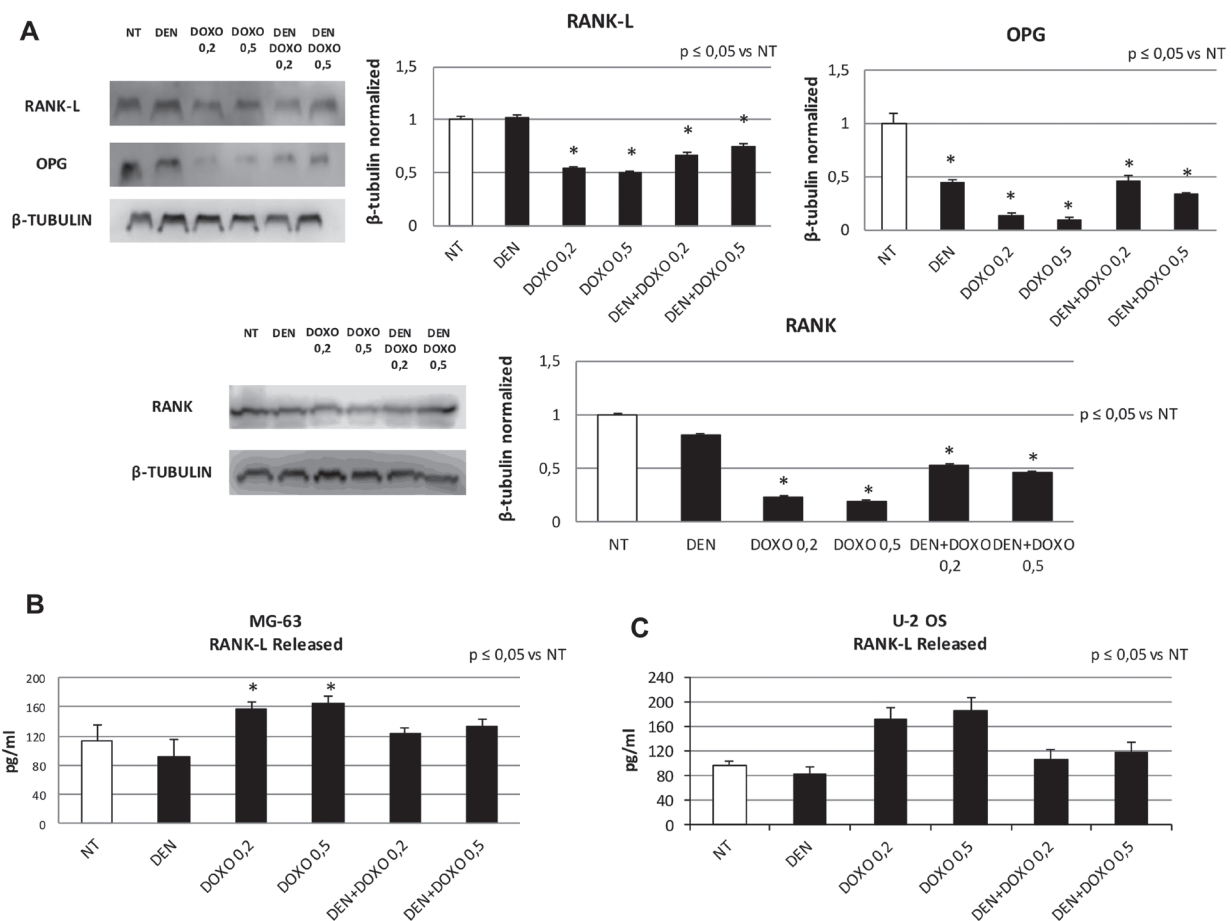 A
NT DEN DOXO 0,2 DOXO 0,5 DEN DOXO 0,2 DEN DOXO 0,5
RANK-L
OPG
β-TUBULIN
RANK-L
p ≤ 0,05 vs NT
β-tubulin normalized
1,5
1
0,5
0
* * * *
NT DEN DOXO 0,2 DOXO 0,5 DEN+DOXO 0,2 DEN+DOXO 0,5
OPG
p ≤ 0,05 vs NT
β-tubulin normalized
1,5
1
0,5
0
* * * * *
NT DEN DOXO 0,2 DOXO 0,5 DEN+DOXO 0,2 DEN+DOXO 0,5
NT DEN DOXO 0,2 DOXO 0,5 DEN DOXO 0,2 DEN DOXO 0,5
RANK
β-TUBULIN
RANK
β-tubulin normalized
1,5
1
0,5
0
p ≤ 0,05 vs NT
* * * *
NT DEN DOXO 0,2 DOXO 0,5 DEN+DOXO 0,2 DEN+DOXO 0,5
B
MG-63
RANK-L Released
p ≤ 0,05 vs NT
pg/ml
200
160
120
80
40
0
* *
NT DEN DOXO 0,2 DOXO 0,5 DEN+DOXO 0,2 DEN+DOXO 0,5
C
U-2 OS
RANK-L Released
p ≤ 0,05 vs NT
pg/ml
240
200
160
120
80
40
0
NT DEN DOXO 0,2 DOXO 0,5 DEN+DOXO 0,2 DEN+DOXO 0,5